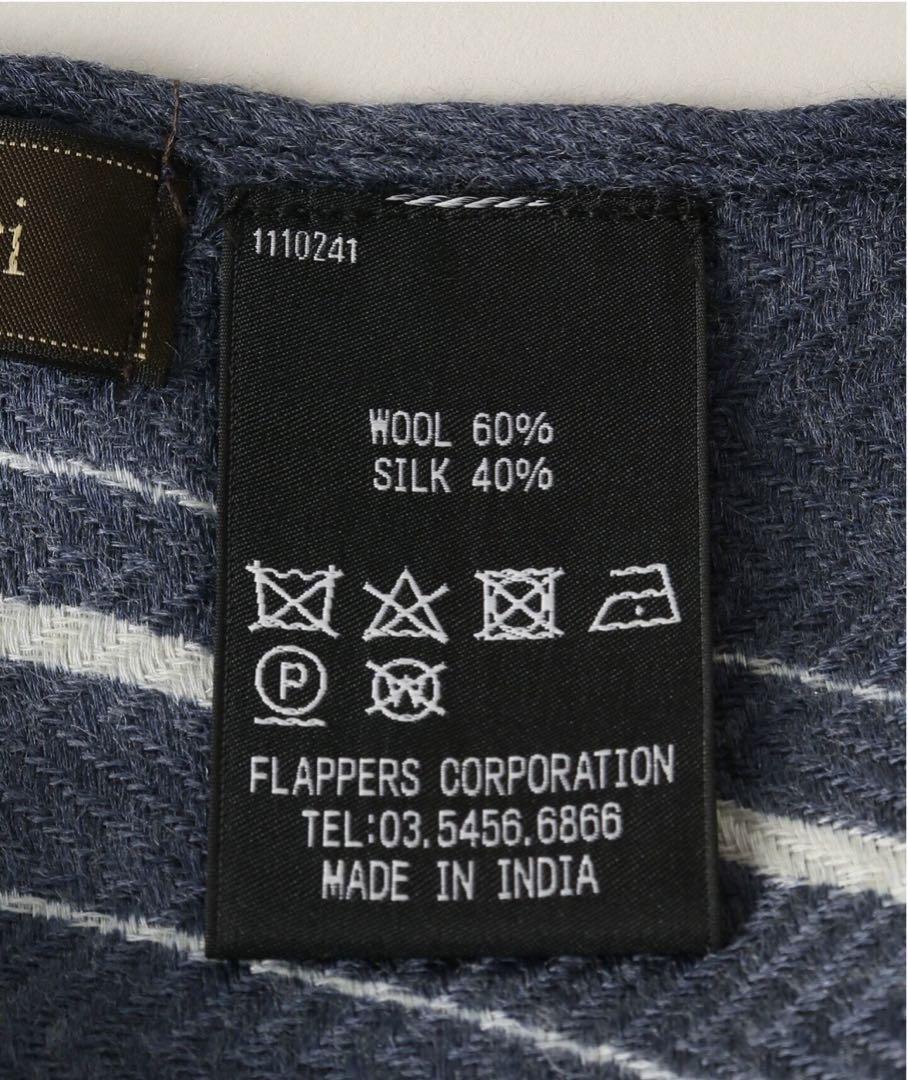 1110241
WOOL 60%
SILK 40%
P W
FLAPPERS CORPORATION
TEL:03.5456.6866
MADE IN INDIA